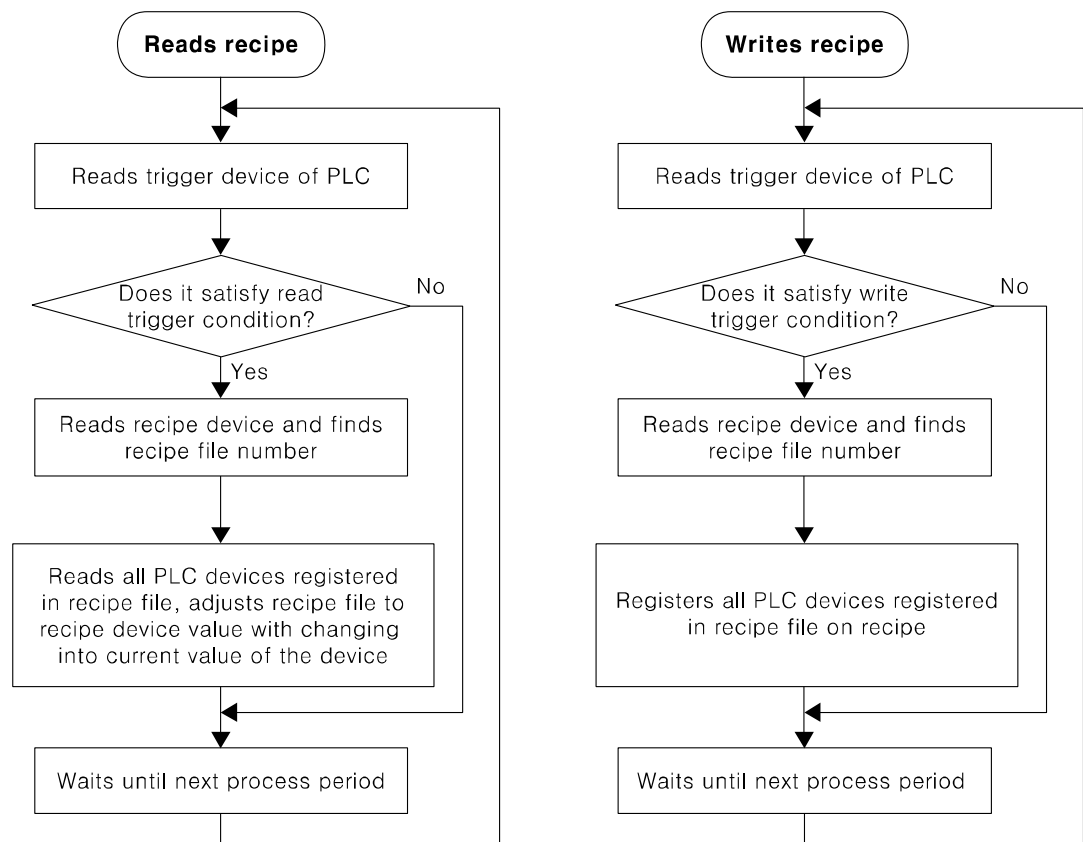 Reads recipe
Reads trigger device of PLC
Does it satisfy read
trigger condition?
No
Yes
Reads recipe device and finds
recipe file number
Reads all PLC devices registered
in recipe file, adjusts recipe file to
recipe device value with changing
into current value of the device
Waits until next process period
Writes recipe
Reads trigger device of PLC
Does it satisfy write
trigger condition?
No
Yes
Reads recipe device and finds
recipe file number
Registers all PLC devices registered
in recipe file on recipe
Waits until next process period